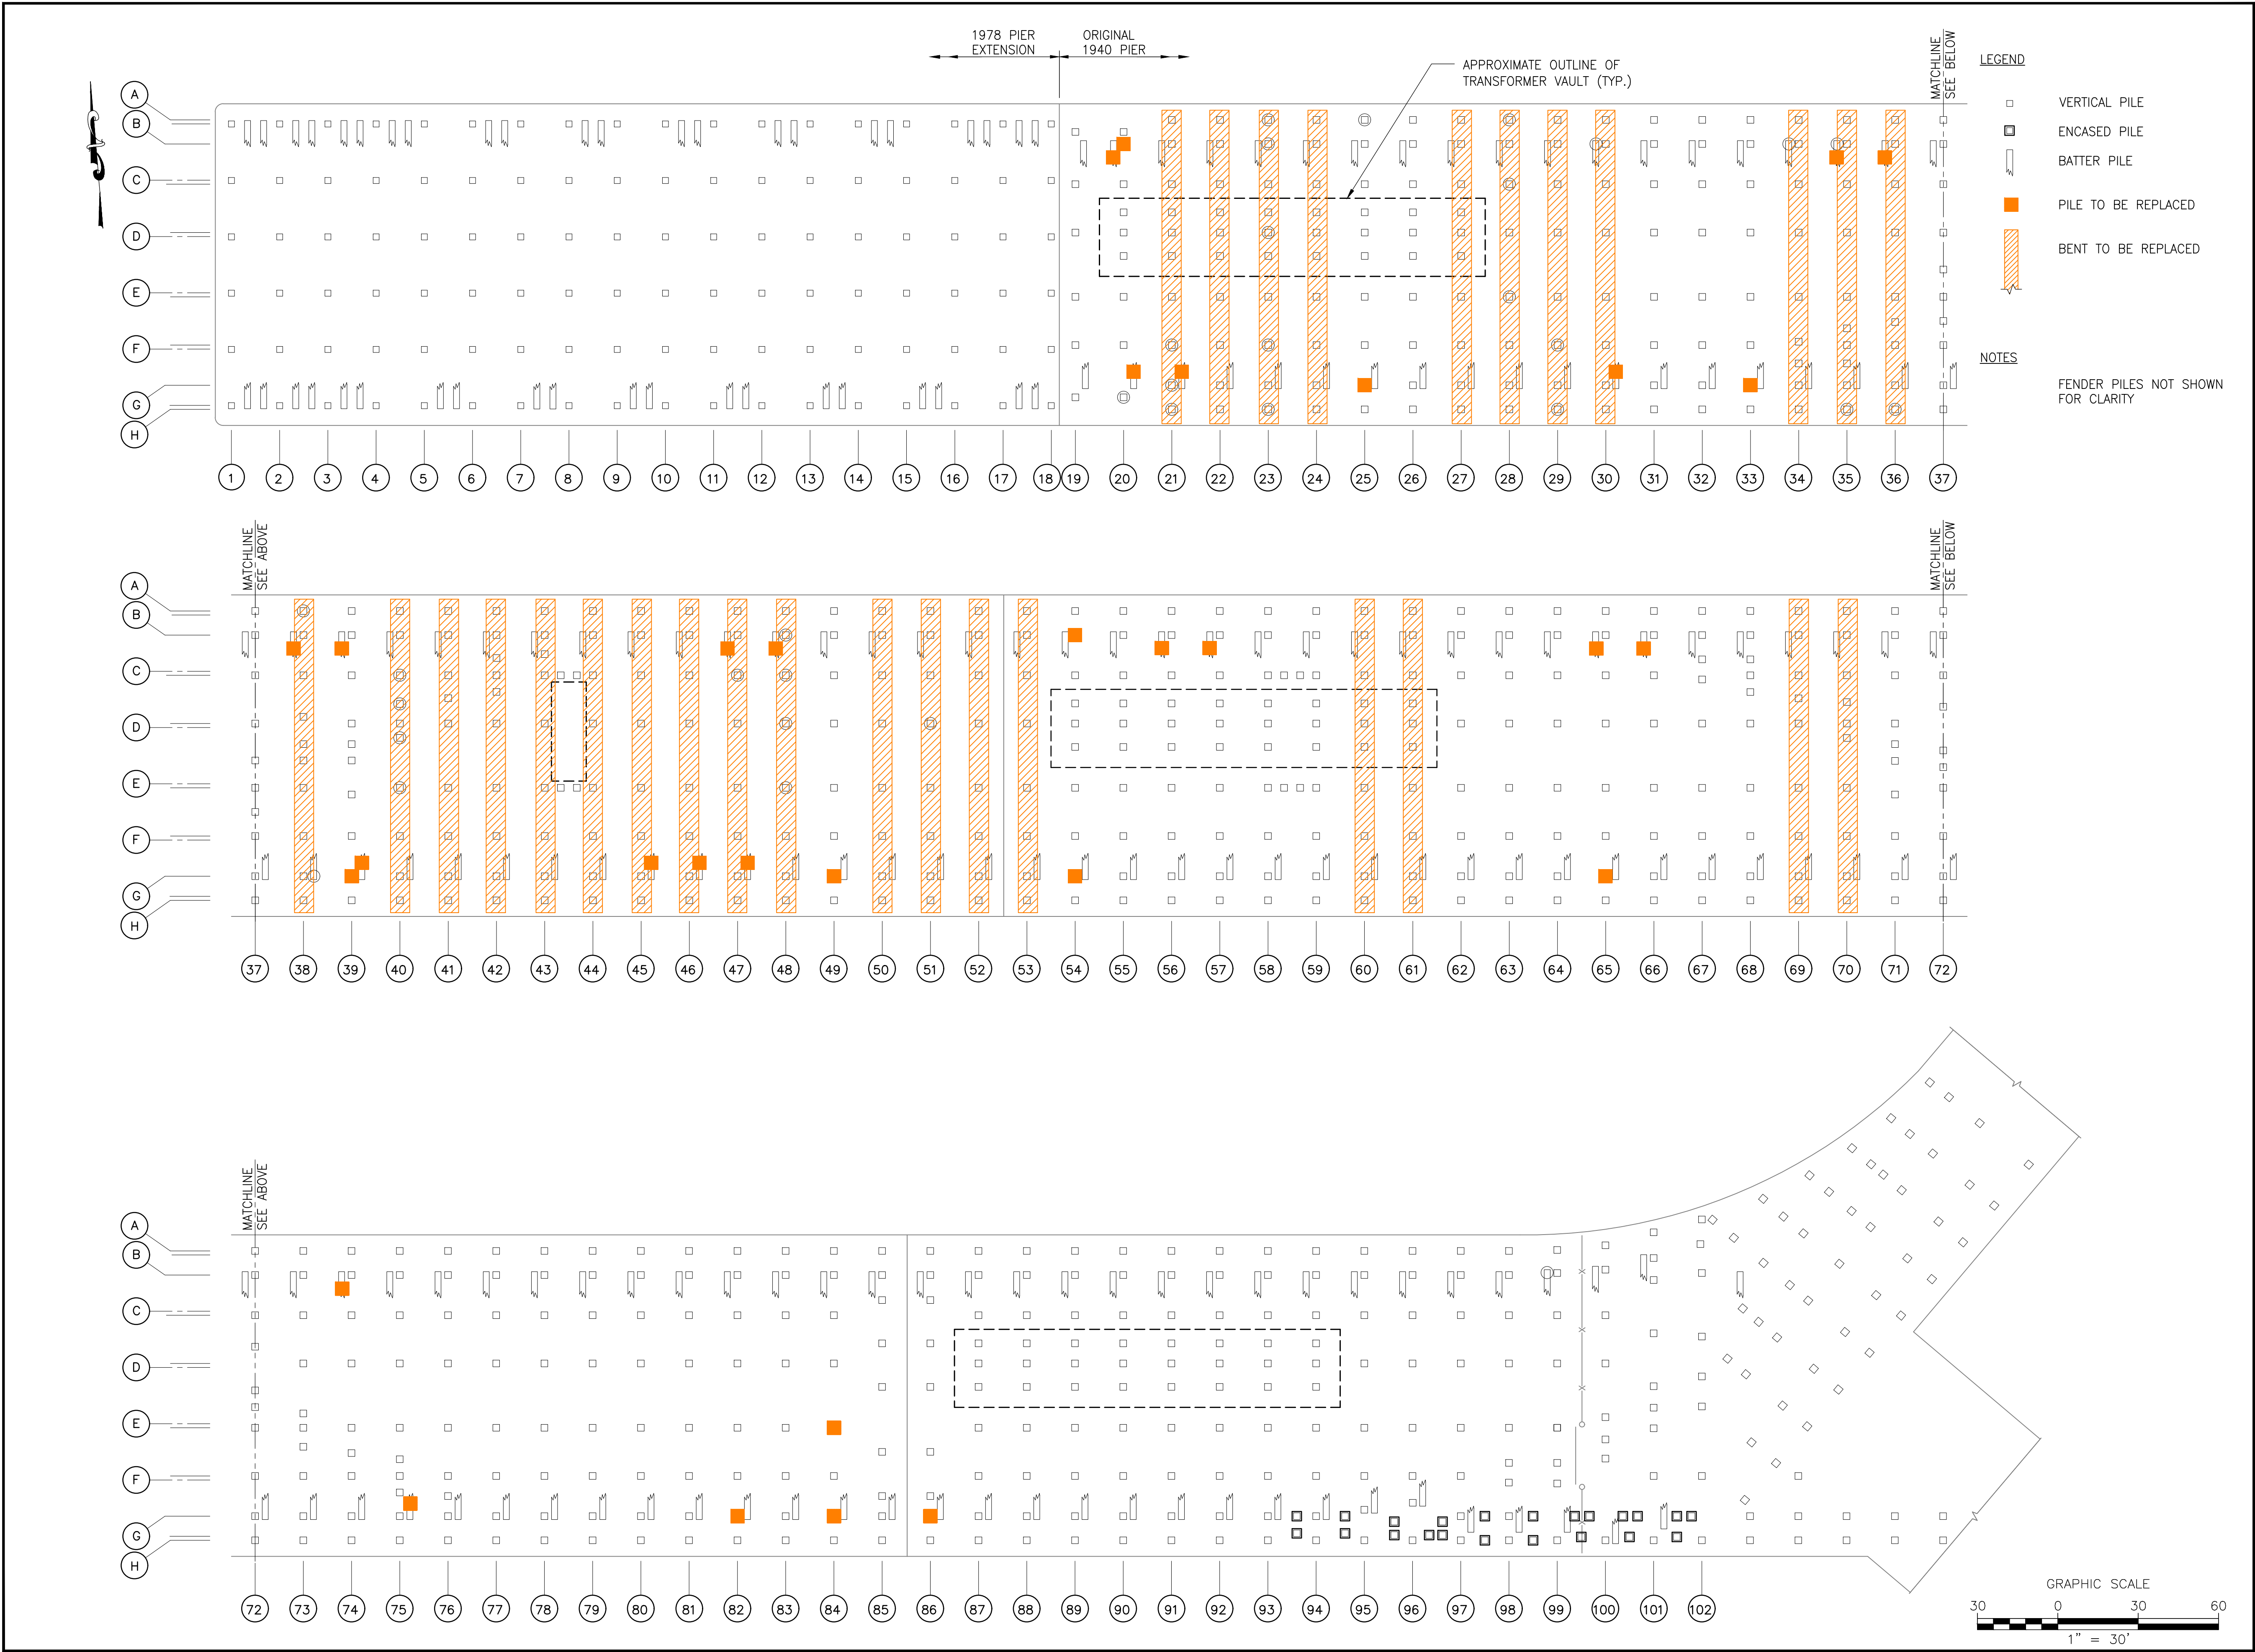 1978 PIER
EXTENSION
ORIGINAL
1940 PIER
APPROXIMATE OUTLINE OF
TRANSFORMER VAULT (TYP.)
MATCHLINE
SEE BELOW
LEGEND
VERTICAL PILE
ENCASED PILE
BATTER PILE
PILE TO BE REPLACED
BENT TO BE REPLACED
NOTES
FENDER PILES NOT SHOWN
FOR CLARITY
A
B
C
D
E
F
G
H
1 2 3 4 5 6 7 8 9 10 11 12 13 14 15 16 17 18 19 20 21 22 23 24 25 26 27 28 29 30 31 32 33 34 35 36 37
MATCHLINE
SEE ABOVE
MATCHLINE
SEE BELOW
A
B
C
D
E
F
G
H
37 38 39 40 41 42 43 44 45 46 47 48 49 50 51 52 53 54 55 56 57 58 59 60 61 62 63 64 65 66 67 68 69 70 71 72
MATCHLINE
SEE ABOVE
A
B
C
D
E
F
G
H
72 73 74 75 76 77 78 79 80 81 82 83 84 85 86 87 88 89 90 91 92 93 94 95 96 97 98 99 100 101 102
GRAPHIC SCALE
30 0 30 60
1" = 30'